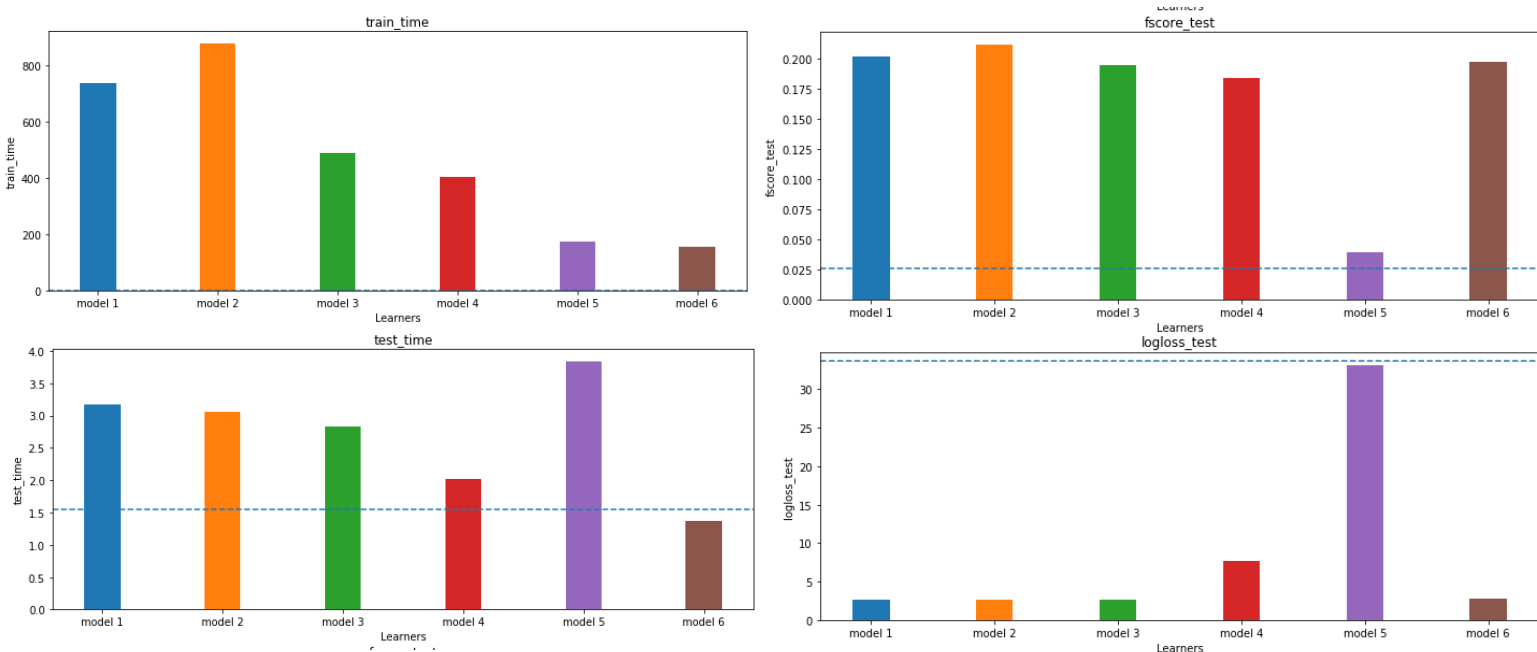 train_time
train_time
800
600
400
200
0
model 1 model 2 model 3 model 4 model 5 model 6
Learners
Learners
fscore_test
fscore_test
0.200
0.175
0.150
0.125
0.100
0.075
0.050
0.025
0.000
model 1 model 2 model 3 model 4 model 5 model 6
Learners
test_time
test_time
4.0
3.5
3.0
2.5
2.0
1.5
1.0
0.5
0.0
model 1 model 2 model 3 model 4 model 5 model 6
Learners
logloss_test
logloss_test
30
25
20
15
10
5
0
model 1 model 2 model 3 model 4 model 5 model 6
Learners